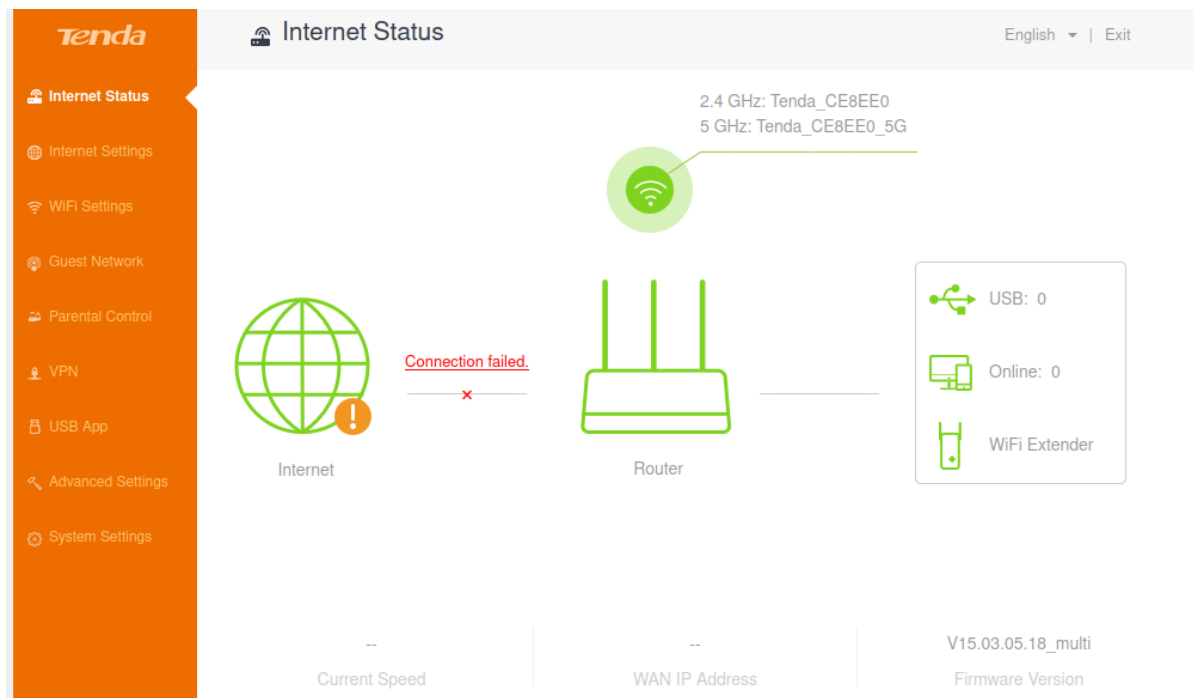 Tenda
Internet Status
English | Exit
Internet Status
Internet Settings
WiFi Settings
Guest Network
Parental Control
VPN
USB App
Advanced Settings
System Settings
2.4 GHz: Tenda_CE8EE0
5 GHz: Tenda_CE8EE0_5G
Connection failed.
Internet
Router
USB: 0
Online: 0
WiFi Extender
--
Current Speed
--
WAN IP Address
V15.03.05.18_multi
Firmware Version